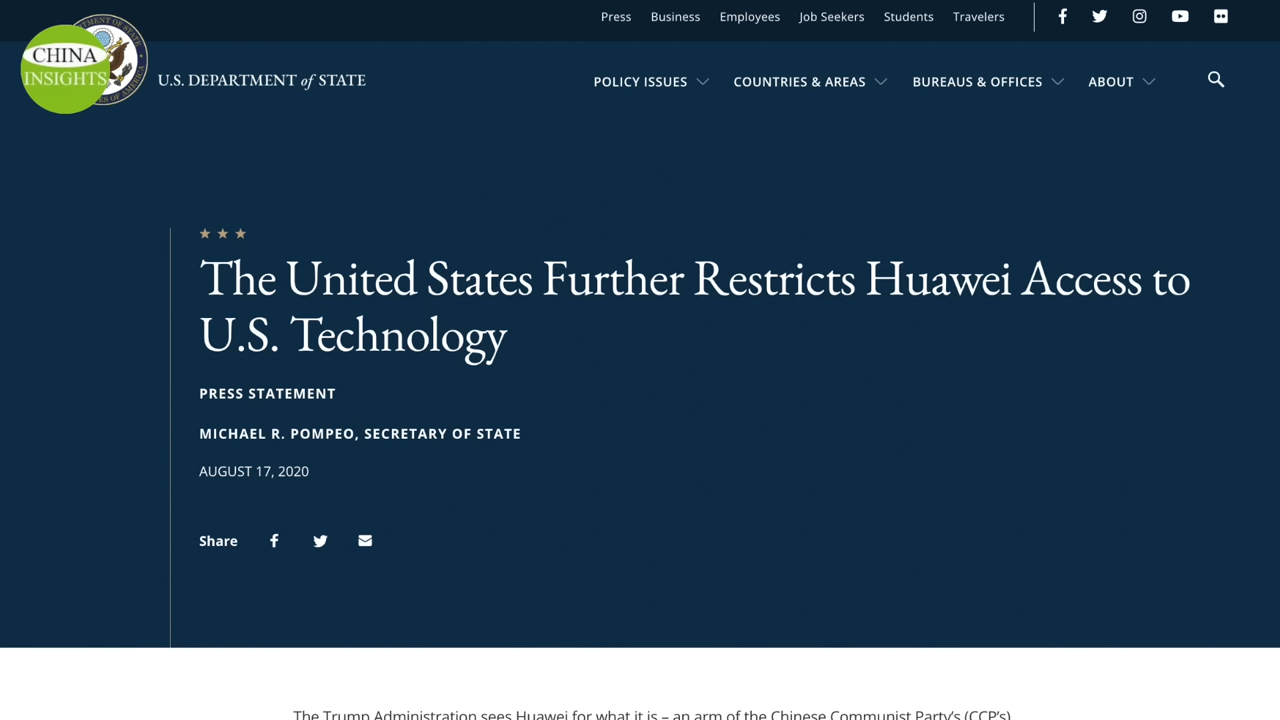 Press Business Employees Job Seekers Students Travelers
CHINA
INSIGHTS
U.S. DEPARTMENT of STATE
POLICY ISSUES COUNTRIES & AREAS BUREAUS & OFFICES ABOUT
The United States Further Restricts Huawei Access to
U.S. Technology
PRESS STATEMENT
MICHAEL R. POMPEO, SECRETARY OF STATE
AUGUST 17, 2020
Share
The Trump Administration sees Huawei for what it is – an arm of the Chinese Communist Party's (CCP's)